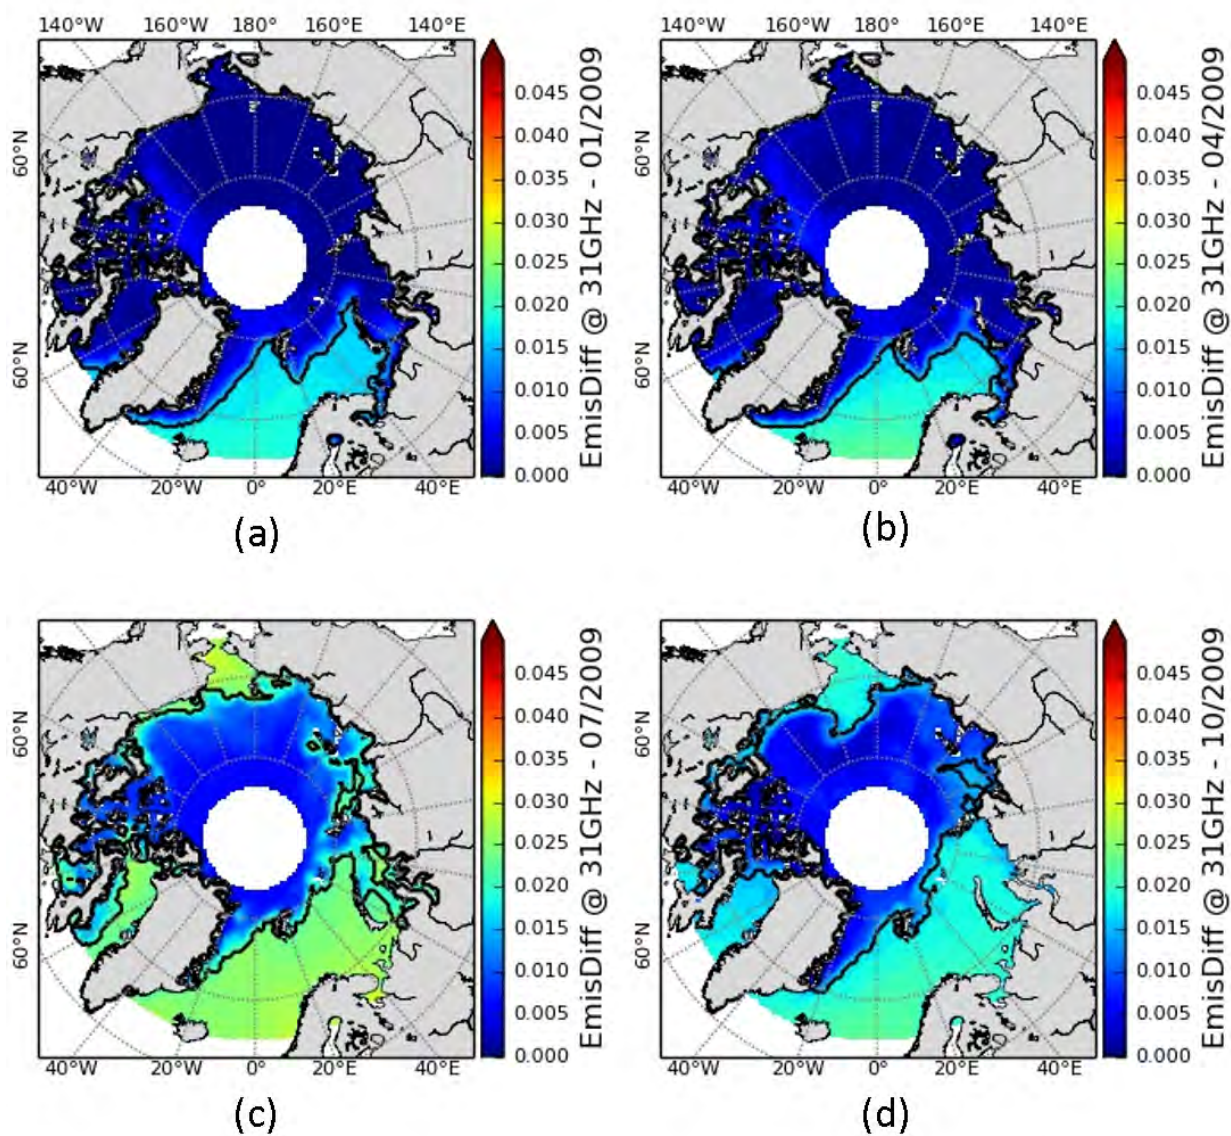 140°W 160°W 180° 160°E 140°E
60°N
60°N
40°W 20°W 0° 20°E 40°E
0.045
0.040
0.035
0.030
0.025
0.020
0.015
0.010
0.005
0.000
EmisDiff @ 31GHz - 01/2009
(a)
140°W 160°W 180° 160°E 140°E
60°N
60°N
40°W 20°W 0° 20°E 40°E
0.045
0.040
0.035
0.030
0.025
0.020
0.015
0.010
0.005
0.000
EmisDiff @ 31GHz - 04/2009
(b)
60°N
60°N
40°W 20°W 0° 20°E 40°E
0.045
0.040
0.035
0.030
0.025
0.020
0.015
0.010
0.005
0.000
EmisDiff @ 31GHz - 07/2009
(c)
60°N
60°N
40°W 20°W 0° 20°E 40°E
0.045
0.040
0.035
0.030
0.025
0.020
0.015
0.010
0.005
0.000
EmisDiff @ 31GHz - 10/2009
(d)